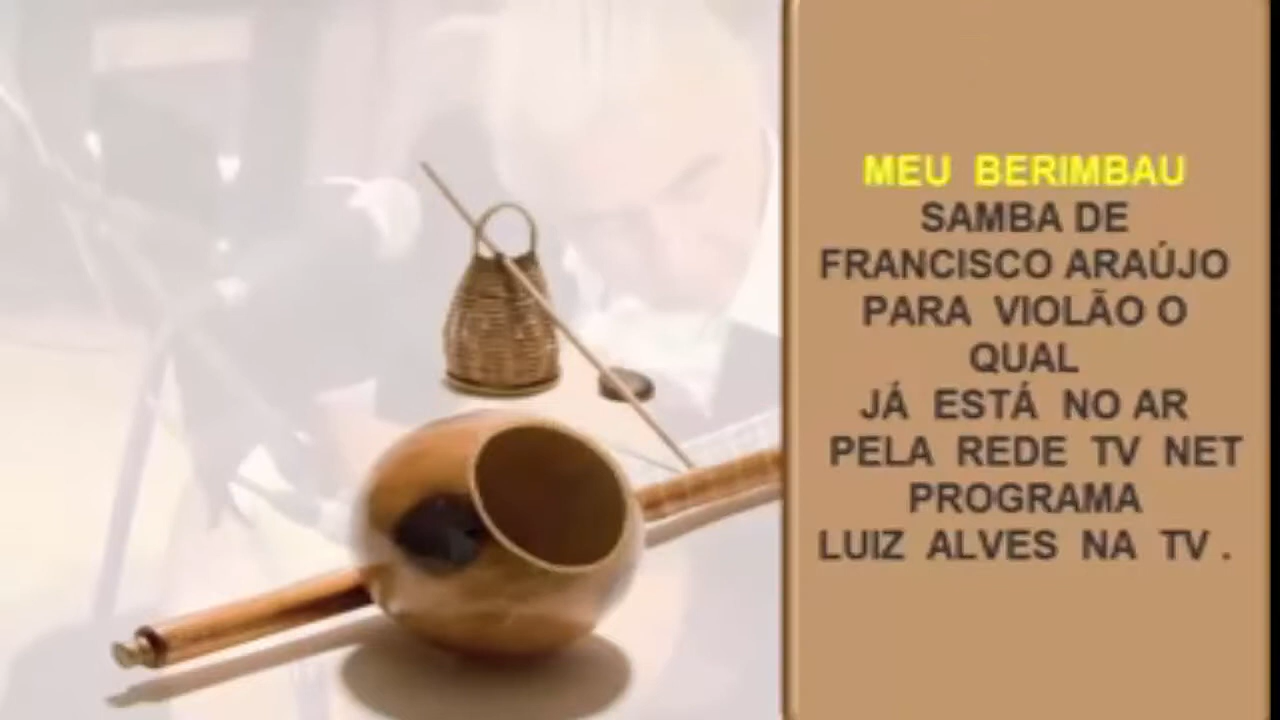 MEU BERIMBAU
SAMBA DE
FRANCISCO ARAÚJO
PARA VIOLÃO O
QUAL
JÁ ESTÁ NO AR
PELA REDE TV NET
PROGRAMA
LUIZ ALVES NA TV .